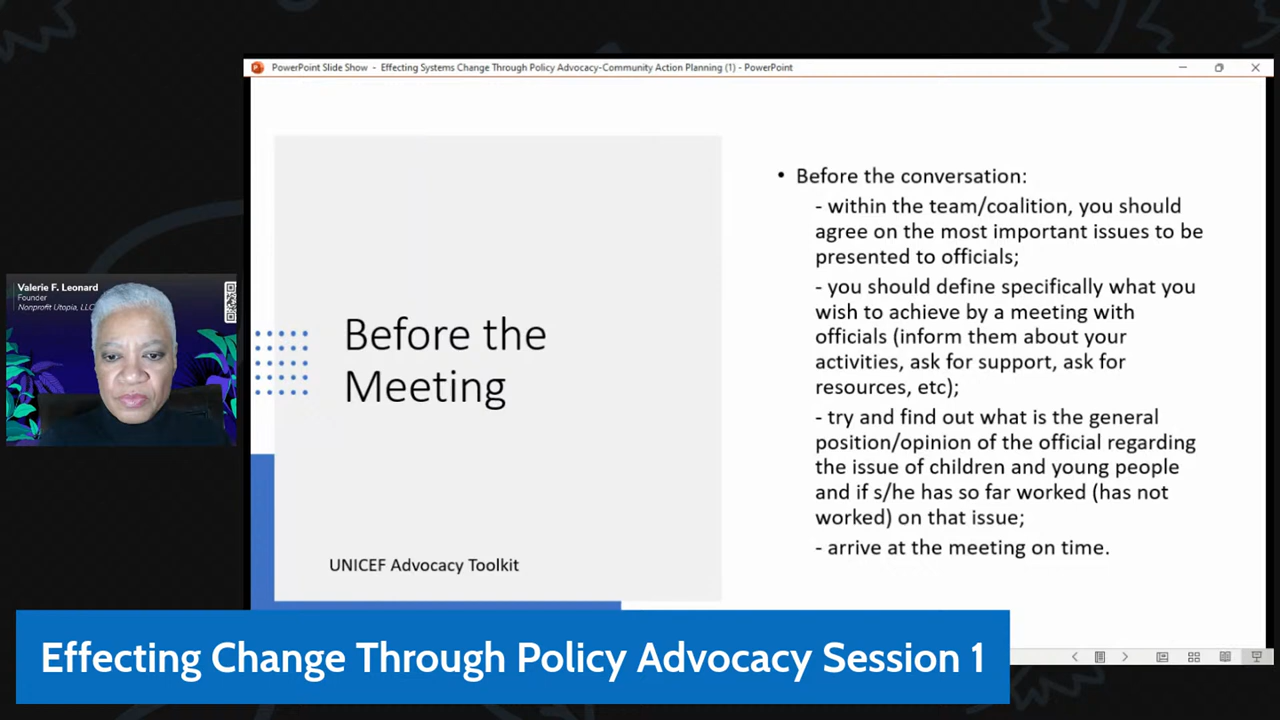 PowerPoint Slide Show - Effecting Systems Change Through Policy Advocacy-Community Action Planning (1) - PowerPoint
Valerie F. Leonard
Founder
Nonprofit Utopia, LLC
Before the
Meeting
UNICEF Advocacy Toolkit
• Before the conversation:
- within the team/coalition, you should
agree on the most important issues to be
presented to officials;
- you should define specifically what you
wish to achieve by a meeting with
officials (inform them about your
activities, ask for support, ask for
resources, etc);
- try and find out what is the general
position/opinion of the official regarding
the issue of children and young people
and if s/he has so far worked (has not
worked) on that issue;
- arrive at the meeting on time.
Effecting Change Through Policy Advocacy Session 1